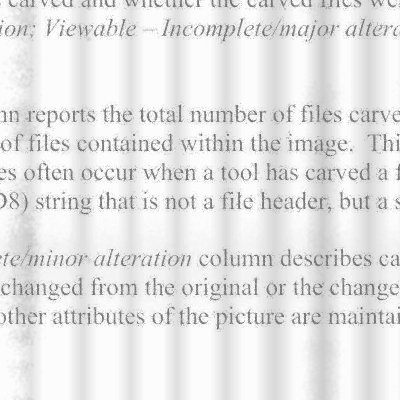 carved and whether the carved files we
ion; Viewable – Incomplete/major altera
mn reports the total number of files carve
of files contained within the image. Thi
es often occur when a tool has carved a f
D8) string that is not a file header, but a s
ete/minor alteration column describes ca
changed from the original or the change
other attributes of the picture are maintai